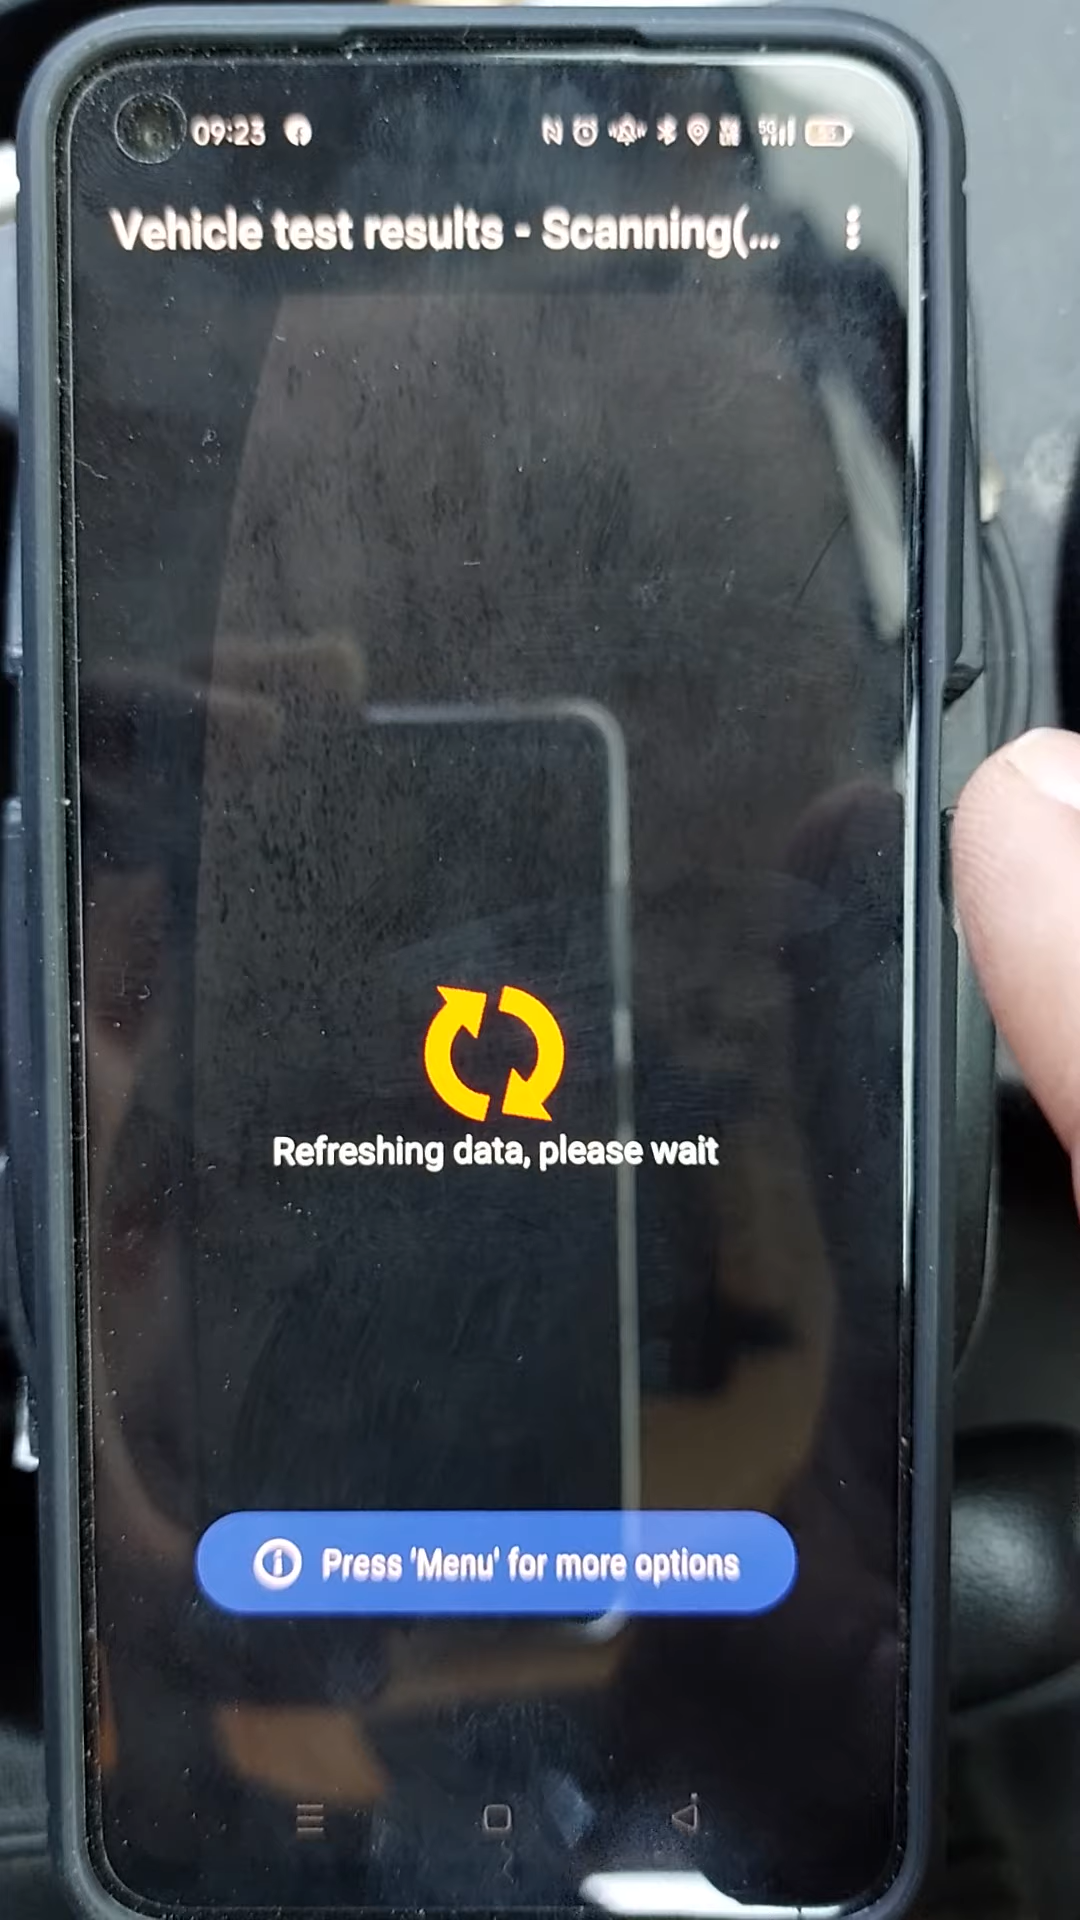 09:23
Vehicle test results - Scanning(...
Refreshing data, please wait
Press 'Menu' for more options